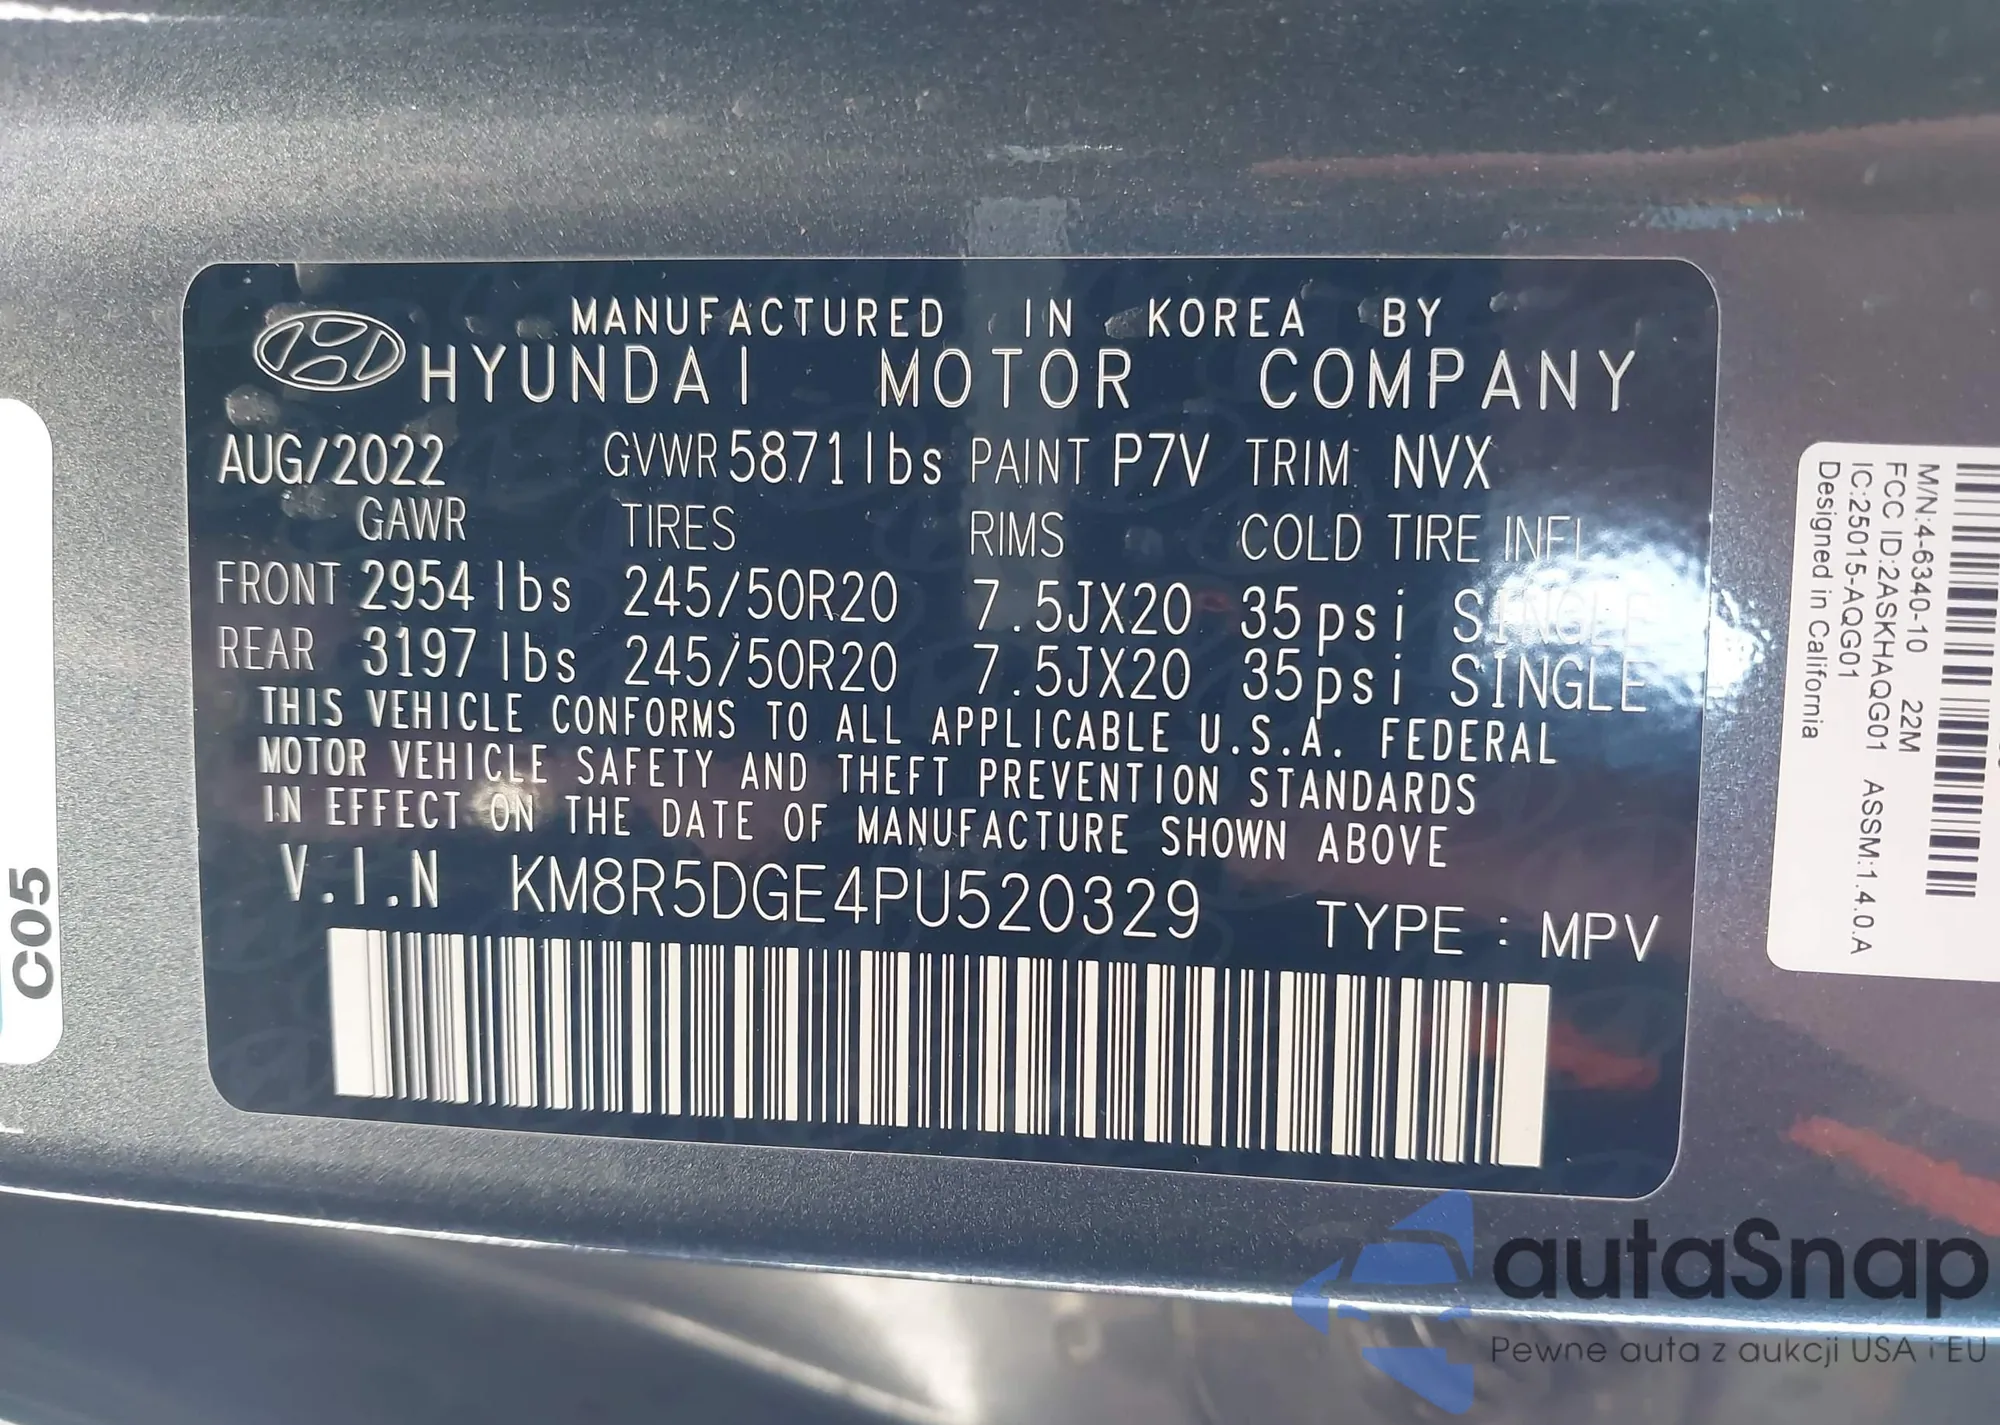 MANUFACTURED IN KOREA BY
HYUNDAI MOTOR COMPANY
AUG/2022 GVWR 5871lbs PAINT P7V TRIM NVX
GAWR TIRES RIMS COLD TIRE INFL
FRONT 2954 lbs 245/50R20 7.5JX20 35psi SINGLE
REAR 3197 lbs 245/50R20 7.5JX20 35psi SINGLE
THIS VEHICLE CONFORMS TO ALL APPLICABLE U.S.A. FEDERAL
MOTOR VEHICLE SAFETY AND THEFT PREVENTION STANDARDS
IN EFFECT ON THE DATE OF MANUFACTURE SHOWN ABOVE
V.I.N KM8R5DGE4PU520329 TYPE : MPV
M/N:4-6340-10 22M
FCC ID:2ASKHAQGG01 ASSM:1.4.0.A
IC:25015-AQG01
Designed in California
C05
autaSnap
Pewne auta z aukcji USA i EU